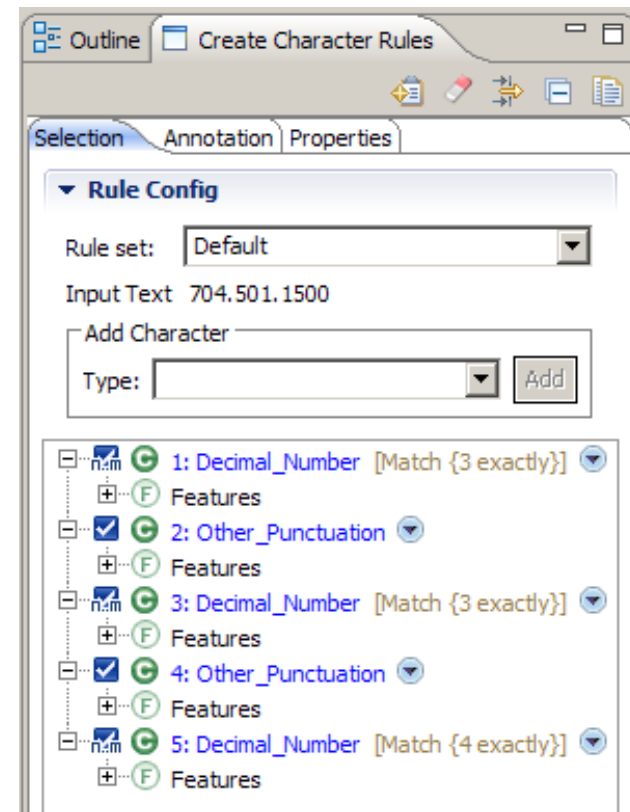 Outline Create Character Rules
Selection Annotation Properties
Rule Config
Rule set: Default
Input Text 704.501.1500
Add Character
Type: Add
n..m C 1: Decimal_Number [Match {3 exactly}]
F Features
C 2: Other_Punctuation
F Features
n..m C 3: Decimal_Number [Match {3 exactly}]
F Features
C 4: Other_Punctuation
F Features
n..m C 5: Decimal_Number [Match {4 exactly}]
F Features